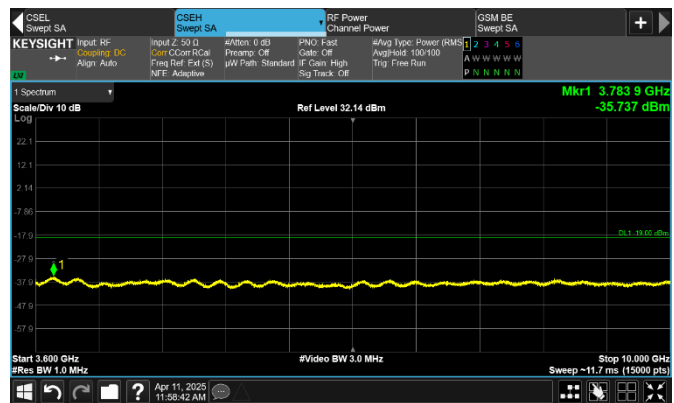 CSEL
Swept SA
CSEH
Swept SA
RF Power
Channel Power
GSM BE
Swept SA
+
KEYSIGHT
Input: RF
Coupling: DC
Align: Auto
Input Z: 50 Ω
Corr CCorr RCal
Freq Ref: Ext (S)
NFE: Adaptive
#Atten: 0 dB
Preamp: Off
µW Path: Standard
PNO: Fast
Gate: Off
IF Gain: High
Sig Track: Off
#Avg Type: Power (RMS)
Avg|Hold: 100/100
Trig: Free Run
1 2 3 4 5 6
A W W W W W
P N N N N N
LXI
1 Spectrum
Mkr1 3.783 9 GHz
Scale/Div 10 dB
Ref Level 32.14 dBm
-35.737 dBm
Log
22.1
12.1
2.14
-7.86
-17.9
DL1 -19.00 dBm
-27.9
1
-37.9
-47.9
-57.9
Start 3.600 GHz
#Video BW 3.0 MHz
Stop 10.000 GHz
#Res BW 1.0 MHz
Sweep ~11.7 ms (15000 pts)
?
Apr 11, 2025
11:58:42 AM